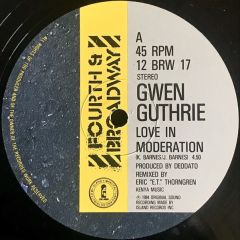 FOURTH &
BROADWAY
A
45 RPM
12 BRW 17
STEREO
GWEN
GUTHRIE
LOVE IN
MODERATION
(K. BARNES/J. BARNES) 4.50
PRODUCED BY DEODATO
REMIXED BY
ERIC "E.T." THORNGREN
KENYA MUSIC
℗ 1984 ORIGINAL SOUND
RECORDING MADE BY
ISLAND RECORDS INC.